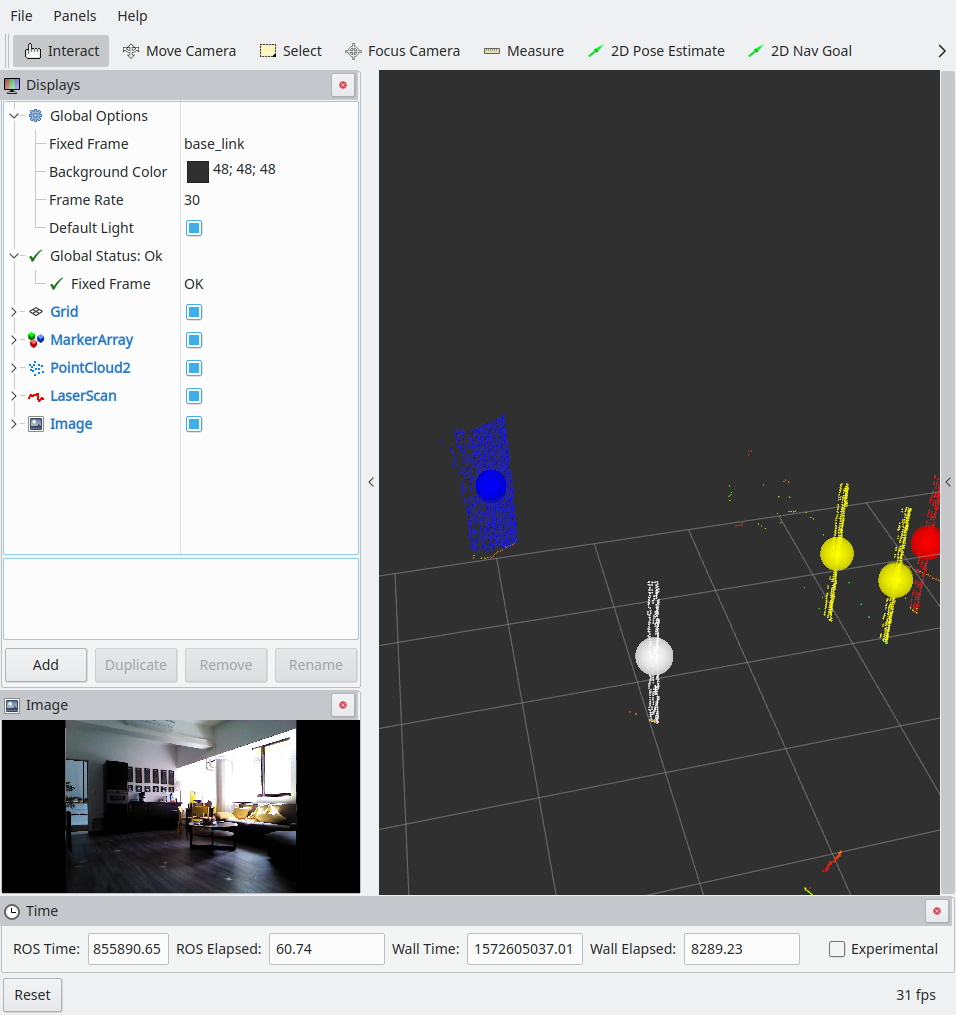 File Panels Help
Interact Move Camera Select Focus Camera Measure 2D Pose Estimate 2D Nav Goal
Displays
Global Options
Fixed Frame base_link
Background Color 48; 48; 48
Frame Rate 30
Default Light
Global Status: Ok
Fixed Frame OK
Grid
MarkerArray
PointCloud2
LaserScan
Image
Add Duplicate Remove Rename
Image
Time
ROS Time: 855890.65 ROS Elapsed: 60.74 Wall Time: 1572605037.01 Wall Elapsed: 8289.23 Experimental
Reset 31 fps